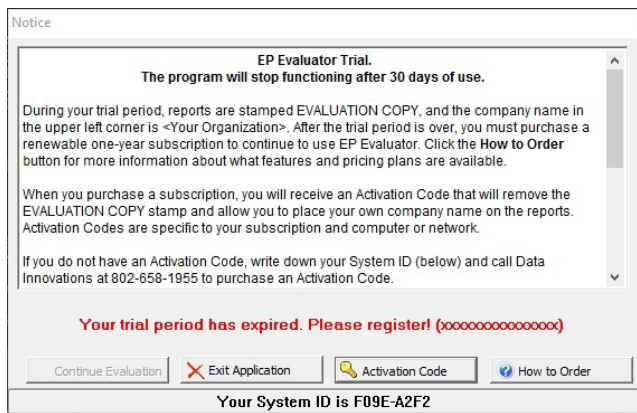 Notice
EP Evaluator Trial.
The program will stop functioning after 30 days of use.
During your trial period, reports are stamped EVALUATION COPY, and the company name in
the upper left corner is <Your Organization>. After the trial period is over, you must purchase a
renewable one-year subscription to continue to use EP Evaluator. Click the How to Order
button for more information about what features and pricing plans are available.
When you purchase a subscription, you will receive an Activation Code that will remove the
EVALUATION COPY stamp and allow you to place your own company name on the reports.
Activation Codes are specific to your subscription and computer or network.
If you do not have an Activation Code, write down your System ID (below) and call Data
Innovations at 802-658-1955 to purchase an Activation Code.
Your trial period has expired. Please register! (xxxxxxxxxxxxxx)
Continue Evaluation
Exit Application
Activation Code
How to Order
Your System ID is F09E-A2F2